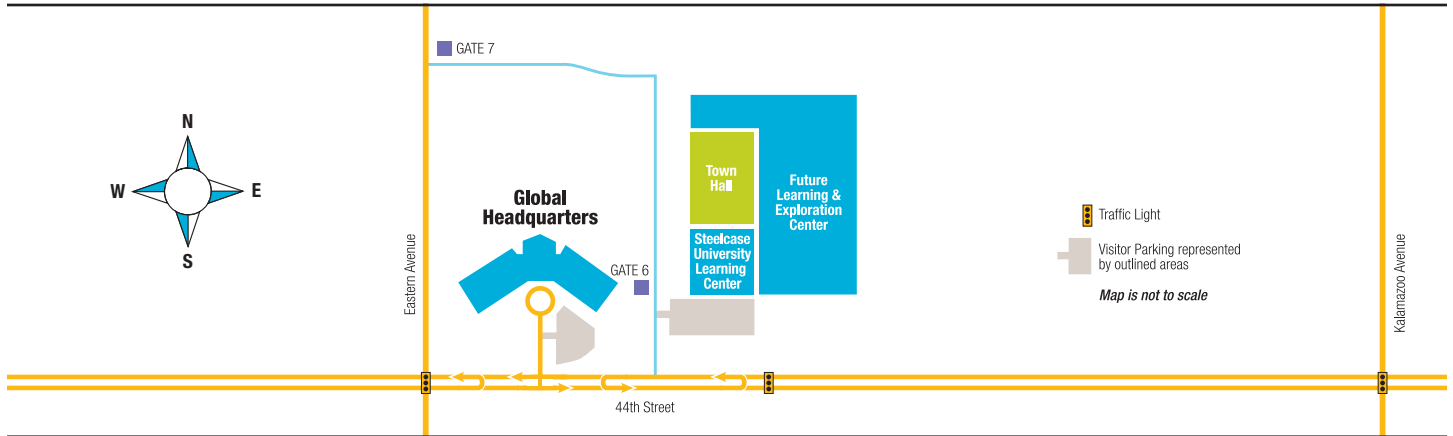 GATE 7
N
W
E
S
Eastern Avenue
Global
Headquarters
GATE 6
Town
Hall
Steelcase
University
Learning
Center
Future
Learning &
Exploration
Center
Traffic Light
Visitor Parking represented
by outlined areas
Map is not to scale
Kalamazoo Avenue
44th Street